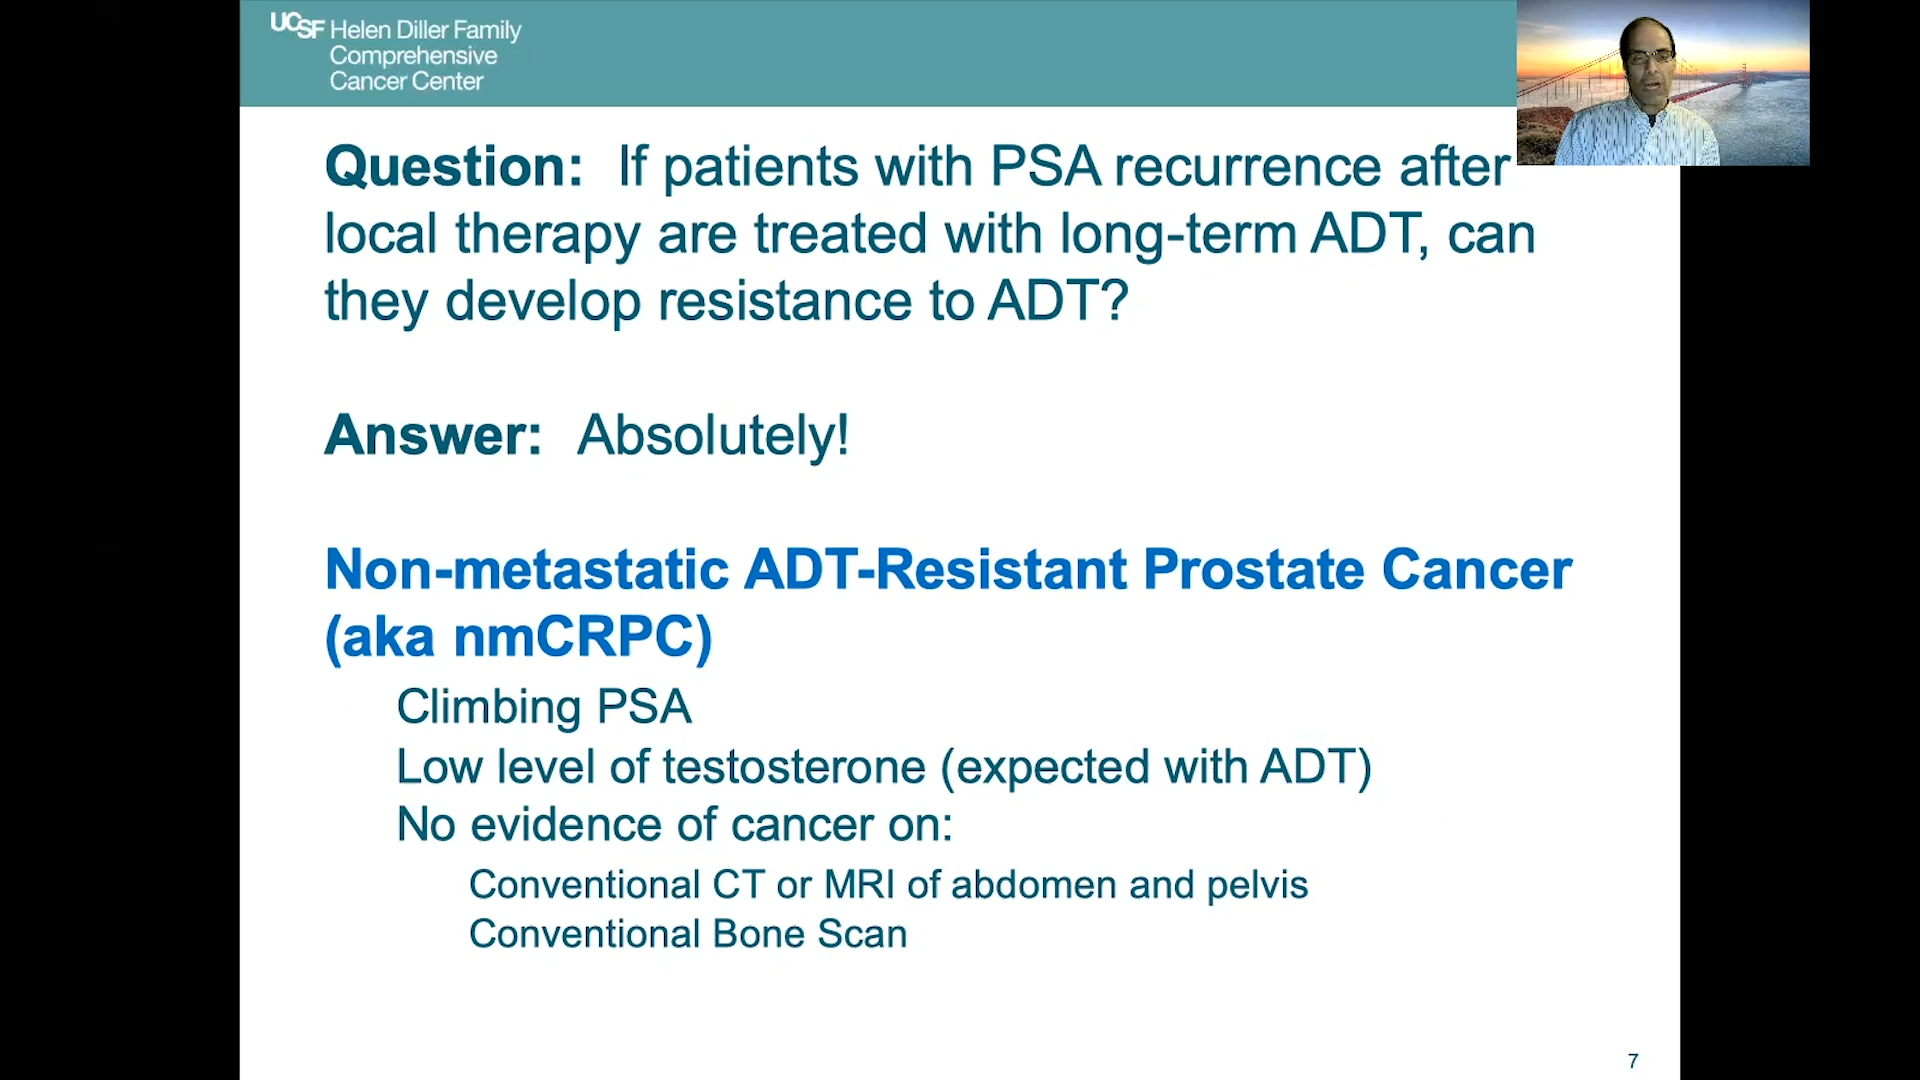 UCSF Helen Diller Family
Comprehensive
Cancer Center
Question: If patients with PSA recurrence after
local therapy are treated with long-term ADT, can
they develop resistance to ADT?
Answer: Absolutely!
Non-metastatic ADT-Resistant Prostate Cancer
(aka nmCRPC)
Climbing PSA
Low level of testosterone (expected with ADT)
No evidence of cancer on:
Conventional CT or MRI of abdomen and pelvis
Conventional Bone Scan
7